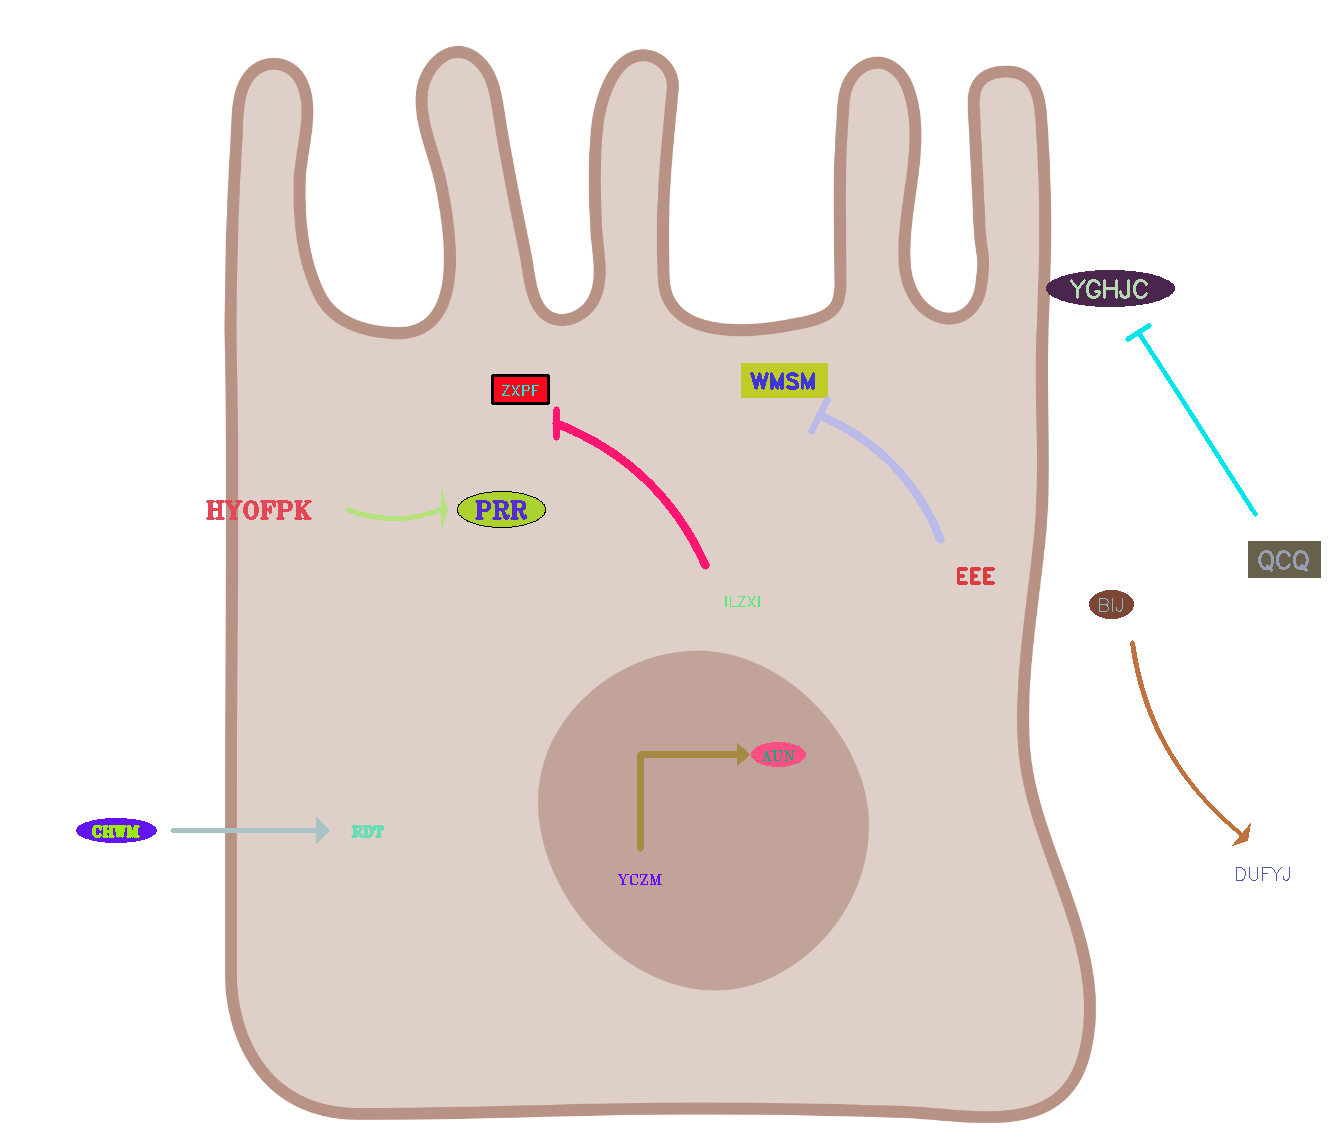 YGHJC
ZXPF
WMSM
HYOFPK
PRR
QCQ
EEE
ILZXI
BIJ
AUN
CHWM
RDT
YCZM
DUFYJ